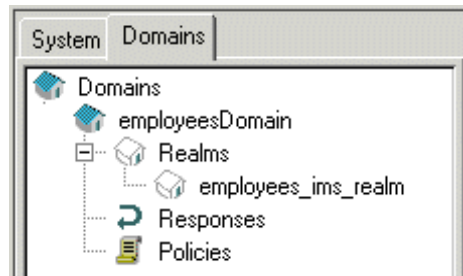 System Domains
Domains
employeesDomain
Realms
employees_ims_realm
Responses
Policies